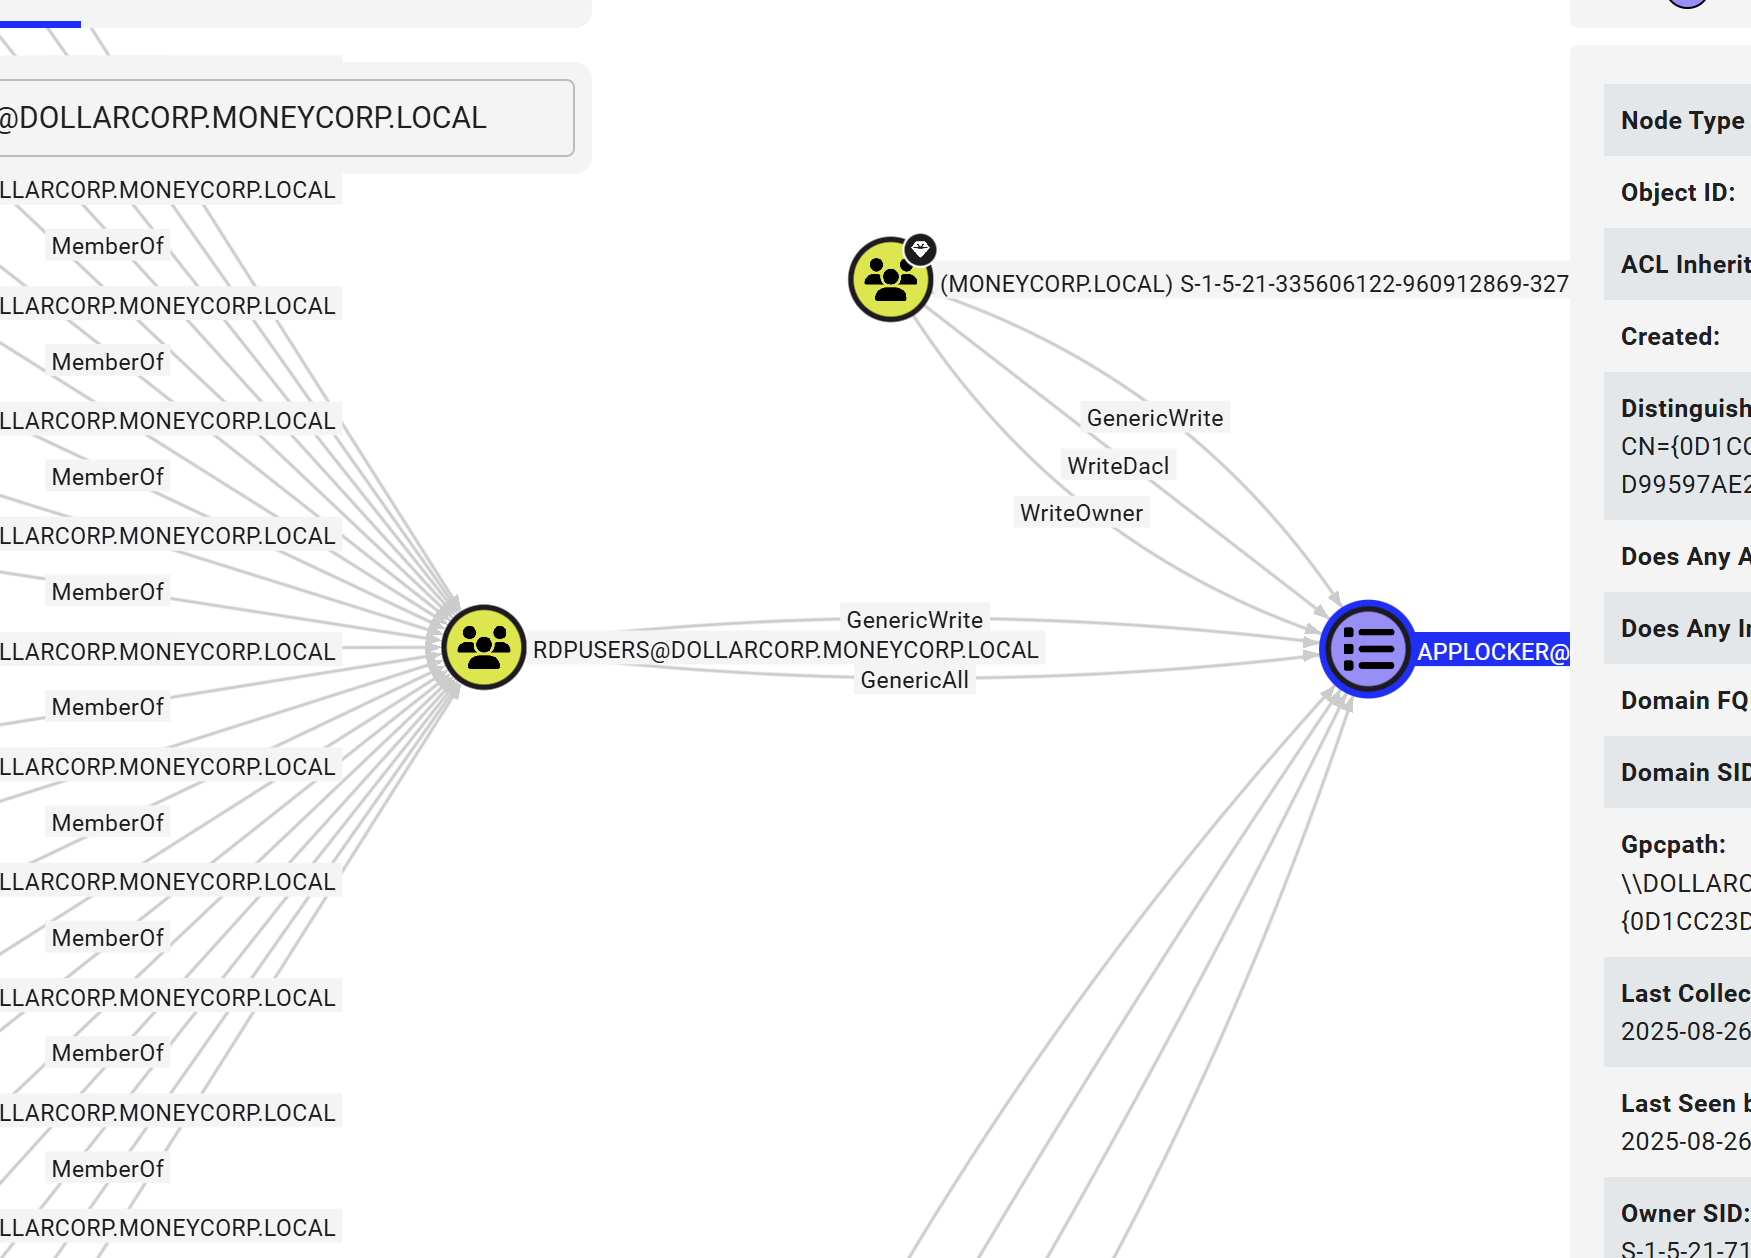 @DOLLARCORP.MONEYCORP.LOCAL
LLARCORP.MONEYCORP.LOCAL
MemberOf
LLARCORP.MONEYCORP.LOCAL
MemberOf
LLARCORP.MONEYCORP.LOCAL
MemberOf
LLARCORP.MONEYCORP.LOCAL
MemberOf
LLARCORP.MONEYCORP.LOCAL
MemberOf
LLARCORP.MONEYCORP.LOCAL
MemberOf
LLARCORP.MONEYCORP.LOCAL
MemberOf
LLARCORP.MONEYCORP.LOCAL
MemberOf
LLARCORP.MONEYCORP.LOCAL
MemberOf
LLARCORP.MONEYCORP.LOCAL
(MONEYCORP.LOCAL) S-1-5-21-335606122-960912869-327
GenericWrite
WriteDacl
WriteOwner
GenericWrite
RDPUSERS@DOLLARCORP.MONEYCORP.LOCAL
GenericAll
APPLOCKER@
Node Type
Object ID:
ACL Inherit
Created:
Distinguish
CN={0D1CC
D99597AE2
Does Any A
Does Any In
Domain FQ
Domain SID
Gpcpath:
\\DOLLARC
{0D1CC23D
Last Collec
2025-08-26
Last Seen b
2025-08-26
Owner SID:
S-1-5-21-71